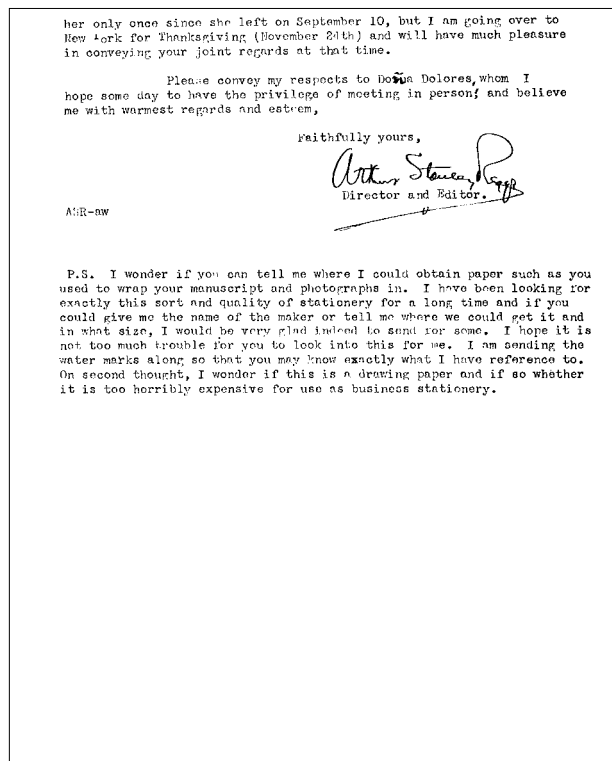 her only once since she left on September 10, but I am going over to
New York for Thanksgiving (November 24th) and will have much pleasure
in conveying your joint regards at that time.
Please convey my respects to Doña Dolores, whom I
hope some day to have the privilege of meeting in person; and believe
me with warmest regards and esteem,
Faithfully yours,
Arthur Stanley Riggs
Director and Editor.
ASR-aw
P.S. I wonder if you can tell me where I could obtain paper such as you
used to wrap your manuscript and photographs in. I have been looking for
exactly this sort and quality of stationery for a long time and if you
could give me the name of the maker or tell me where we could get it and
in what size, I would be very glad indeed to send for some. I hope it is
not too much trouble for you to look into this for me. I am sending the
water marks along so that you may know exactly what I have reference to.
On second thought, I wonder if this is a drawing paper and if so whether
it is too horribly expensive for use as business stationery.